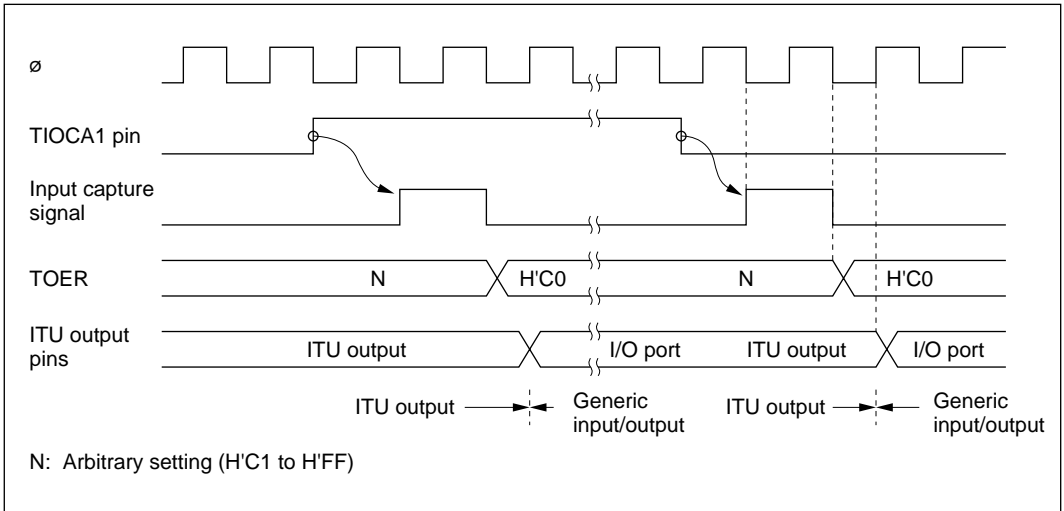 ø
TIOCA1 pin
Input capture
signal
TOER
N
H'C0
N
H'C0
ITU output
pins
ITU output
I/O port
ITU output
I/O port
ITU output
Generic
input/output
ITU output
Generic
input/output
N: Arbitrary setting (H'C1 to H'FF)